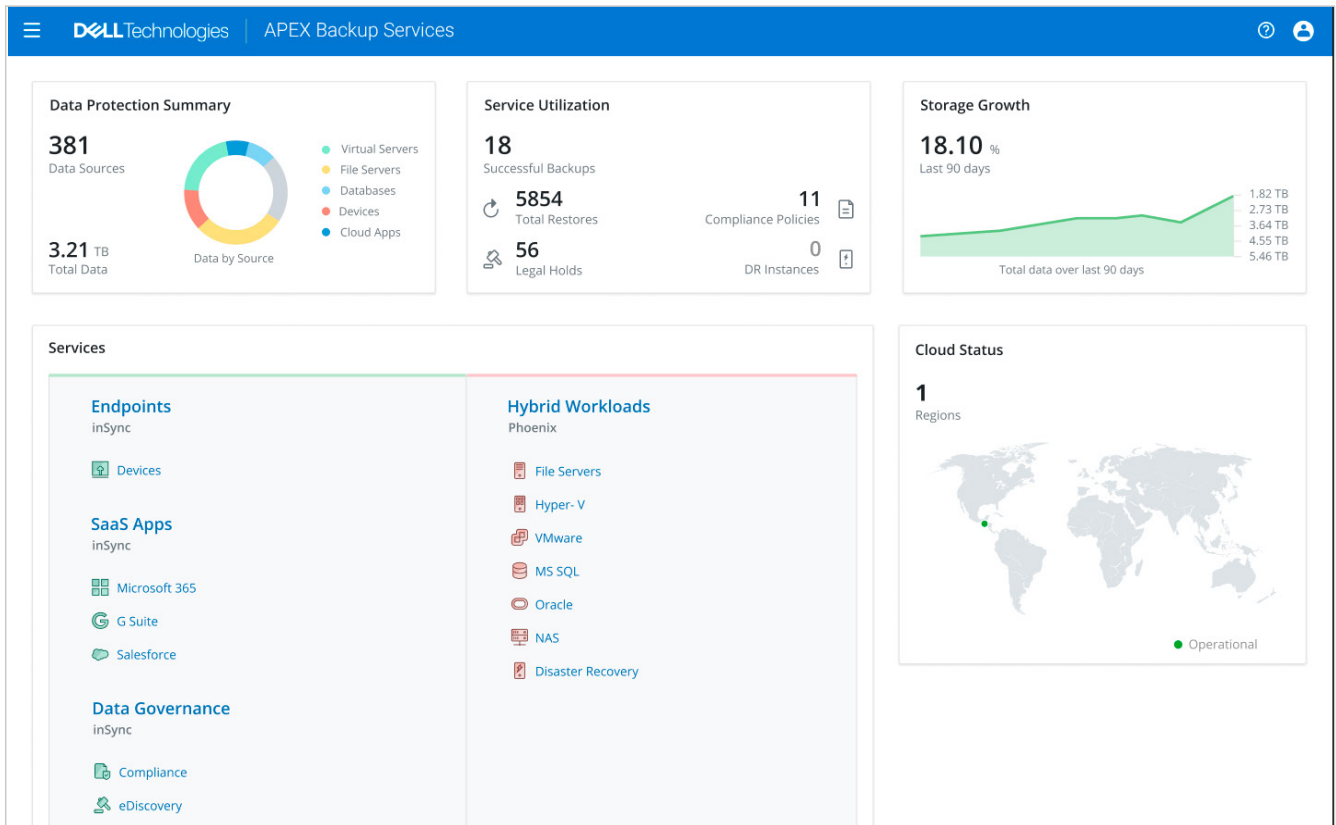 DELLTechnologies APEX Backup Services
Data Protection Summary
381
Data Sources
3.21 TB
Total Data
Data by Source
Virtual Servers
File Servers
Databases
Devices
Cloud Apps
Service Utilization
18
Successful Backups
5854
Total Restores
11
Compliance Policies
56
Legal Holds
0
DR Instances
Storage Growth
18.10 %
Last 90 days
1.82 TB
2.73 TB
3.64 TB
4.55 TB
5.46 TB
Total data over last 90 days
Services
Endpoints
inSync
Devices
SaaS Apps
inSync
Microsoft 365
G Suite
Salesforce
Data Governance
inSync
Compliance
eDiscovery
Hybrid Workloads
Phoenix
File Servers
Hyper- V
VMware
MS SQL
Oracle
NAS
Disaster Recovery
Cloud Status
1
Regions
Operational